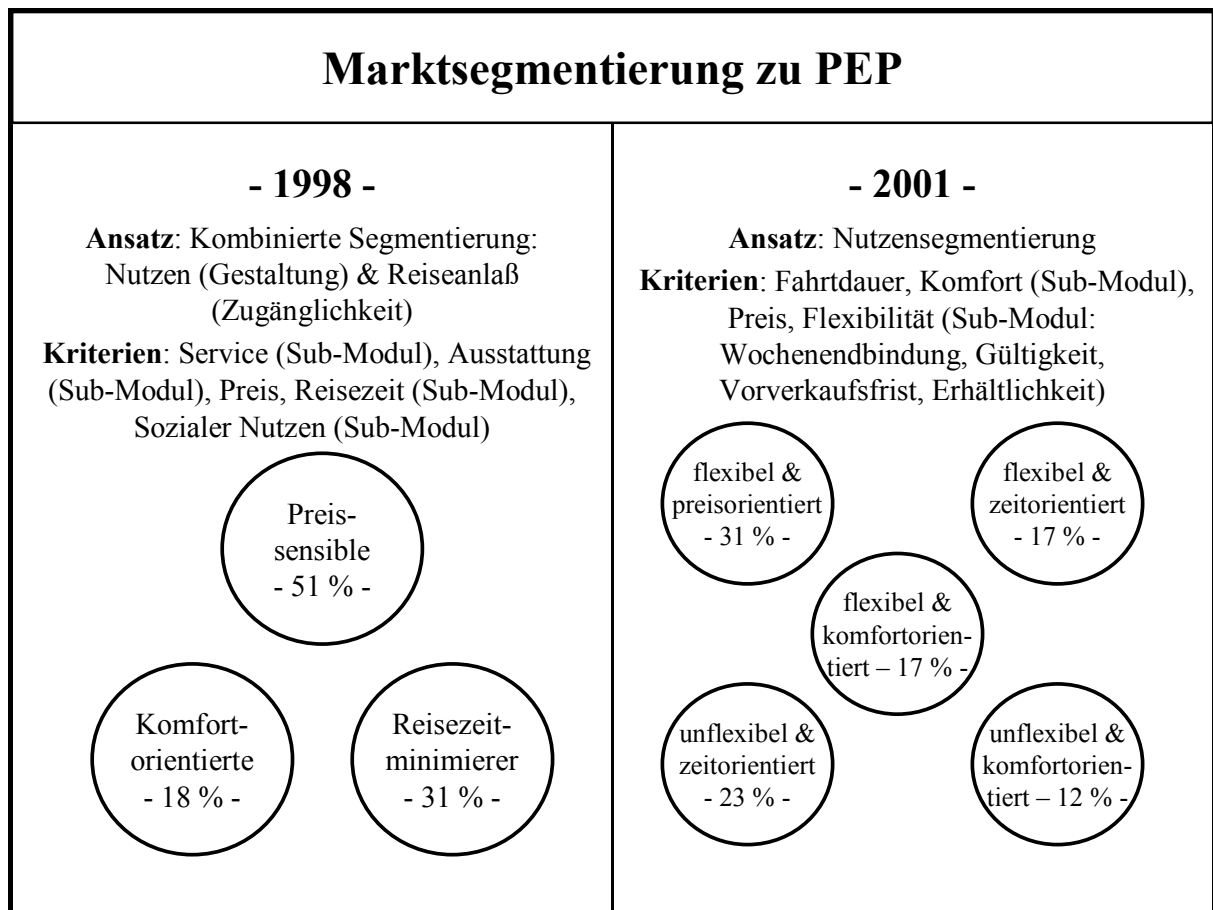 Marktsegmentierung zu PEP
- 1998 -
Ansatz: Kombinierte Segmentierung:
Nutzen (Gestaltung) & Reiseanlaß
(Zugänglichkeit)
Kriterien: Service (Sub-Modul), Ausstattung
(Sub-Modul), Preis, Reisezeit (Sub-Modul),
Sozialer Nutzen (Sub-Modul)
Preis-
sensible
- 51 % -
Komfort-
orientierte
- 18 % -
Reisezeit-
minimierer
- 31 % -
- 2001 -
Ansatz: Nutzensegmentierung
Kriterien: Fahrtdauer, Komfort (Sub-Modul),
Preis, Flexibilität (Sub-Modul:
Wochenendbindung, Gültigkeit,
Vorverkaufsfrist, Erhältlichkeit)
flexibel &
preisorientiert
- 31 % -
flexibel &
zeitorientiert
- 17 % -
flexibel &
komfortorien-
tiert – 17 % -
unflexibel &
zeitorientiert
- 23 % -
unflexibel &
komfortorien-
tiert – 12 % -